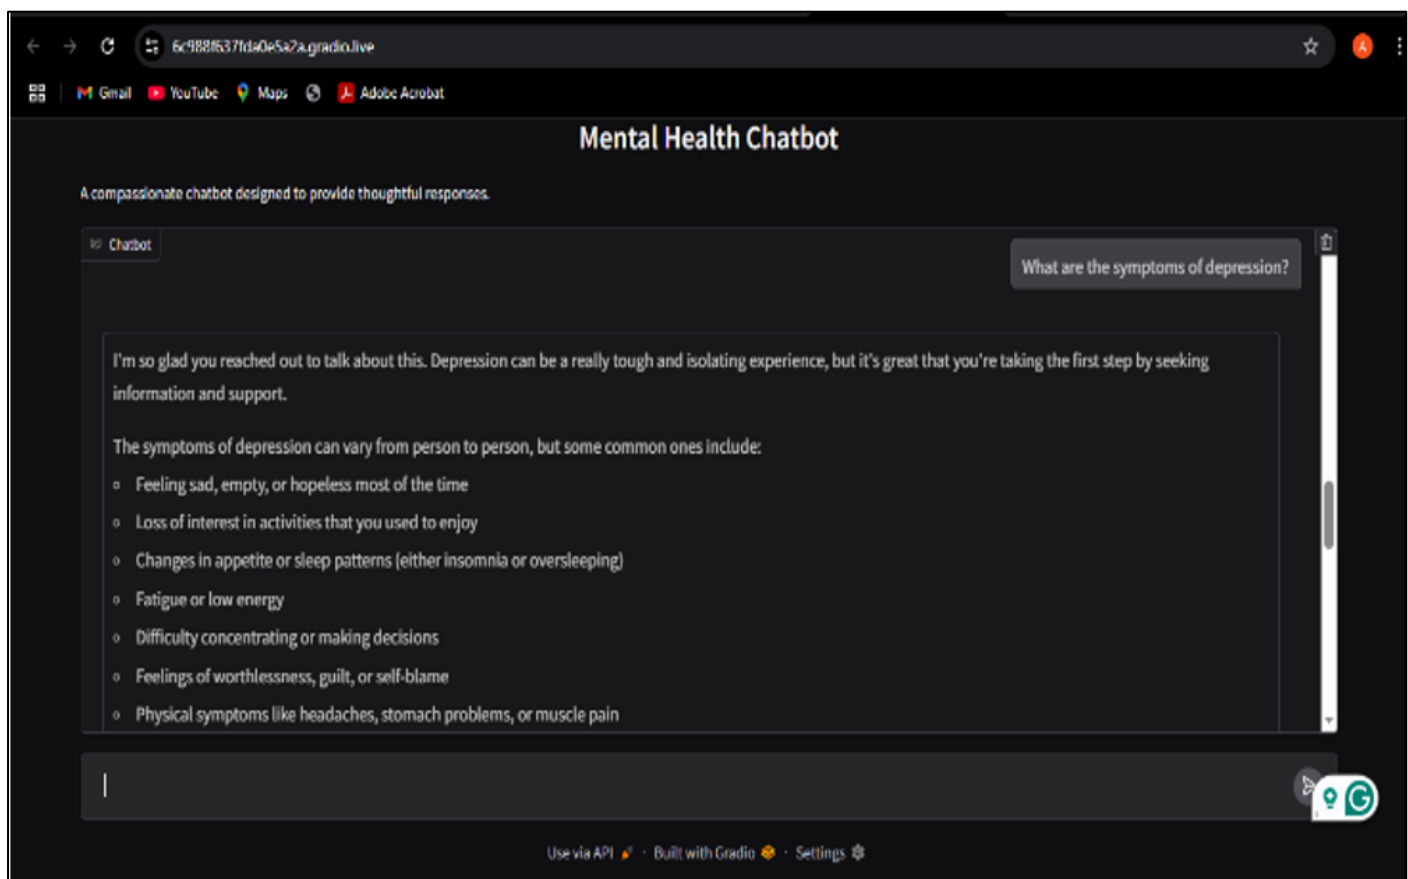 6c988f637fda0e5a2a.gradio.live
A
Gmail YouTube Maps Adobe Acrobat
Mental Health Chatbot
A compassionate chatbot designed to provide thoughtful responses.
Chatbot
What are the symptoms of depression?
I'm so glad you reached out to talk about this. Depression can be a really tough and isolating experience, but it's great that you're taking the first step by seeking
information and support.
The symptoms of depression can vary from person to person, but some common ones include:
Feeling sad, empty, or hopeless most of the time
Loss of interest in activities that you used to enjoy
Changes in appetite or sleep patterns (either insomnia or oversleeping)
Fatigue or low energy
Difficulty concentrating or making decisions
Feelings of worthlessness, guilt, or self-blame
Physical symptoms like headaches, stomach problems, or muscle pain
Use via API · Built with Gradio · Settings